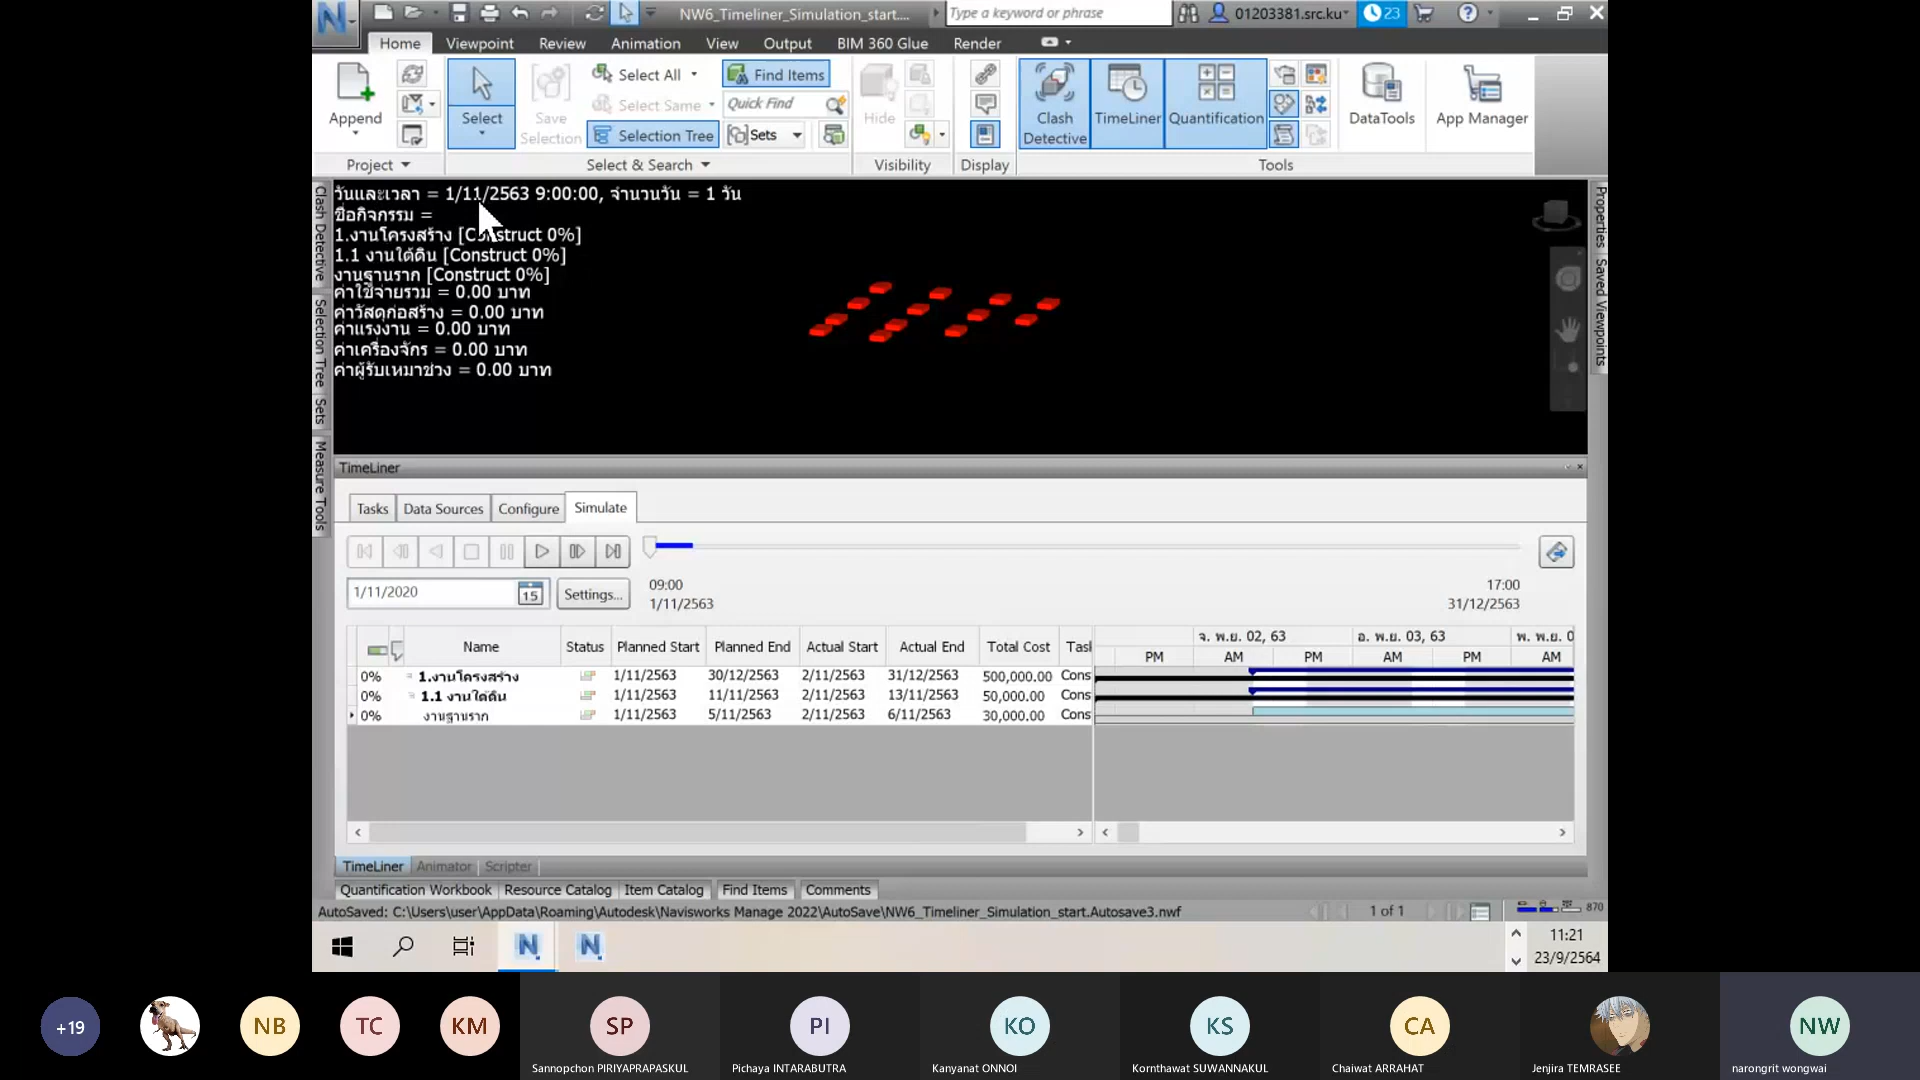 NW6_Timeliner_Simulation_start....
Type a keyword or phrase
01203381.src.ku
23
Home Viewpoint Review Animation View Output BIM 360 Glue Render
Append
Select
Save Selection
Select All
Select Same
Selection Tree
Find Items
Quick Find
Sets
Hide
Clash Detective
TimeLiner
Quantification
DataTools
App Manager
Project
Select & Search
Visibility
Display
Tools
Clash Detective
Selection Tree
Sets
Measure Tools
Properties
Saved Viewpoints
วันและเวลา = 1/11/2563 9:00:00, จำนวนวัน = 1 วัน
ชื่อกิจกรรม =
1.งานโครงสร้าง [Construct 0%]
1.1 งานใต้ดิน [Construct 0%]
งานฐานราก [Construct 0%]
ค่าใช้จ่ายรวม = 0.00 บาท
ค่าวัสดุก่อสร้าง = 0.00 บาท
ค่าแรงงาน = 0.00 บาท
ค่าเครื่องจักร = 0.00 บาท
ค่าผู้รับเหมาช่วง = 0.00 บาท
TimeLiner
Tasks Data Sources Configure Simulate
1/11/2020
15
Settings...
09:00
1/11/2563
17:00
31/12/2563
Name Status Planned Start Planned End Actual Start Actual End Total Cost Tas
จ. พ.ย. 02, 63 อ. พ.ย. 03, 63 พ. พ.ย. 0
PM AM PM AM PM AM
0% 1.งานโครงสร้าง 1/11/2563 30/12/2563 2/11/2563 31/12/2563 500,000.00 Cons
0% 1.1 งานใต้ดิน 1/11/2563 11/11/2563 2/11/2563 13/11/2563 50,000.00 Cons
0% งานฐานราก 1/11/2563 5/11/2563 2/11/2563 6/11/2563 30,000.00 Cons
TimeLiner Animator Scripter
Quantification Workbook Resource Catalog Item Catalog Find Items Comments
AutoSaved: C:\Users\user\AppData\Roaming\Autodesk\Navisworks Manage 2022\AutoSave\NW6_Timeliner_Simulation_start.Autosave3.nwf
1 of 1
870
11:21
23/9/2564
+19 NB TC KM SP PI KO KS CA NW
Sannopchon PIRIYAPRAPASKUL Pichaya INTARABUTRA Kanyanat ONNOI Kornthawat SUWANNAKUL Chaiwat ARRAHAT Jenjira TEMRASEE narongrit wongwai